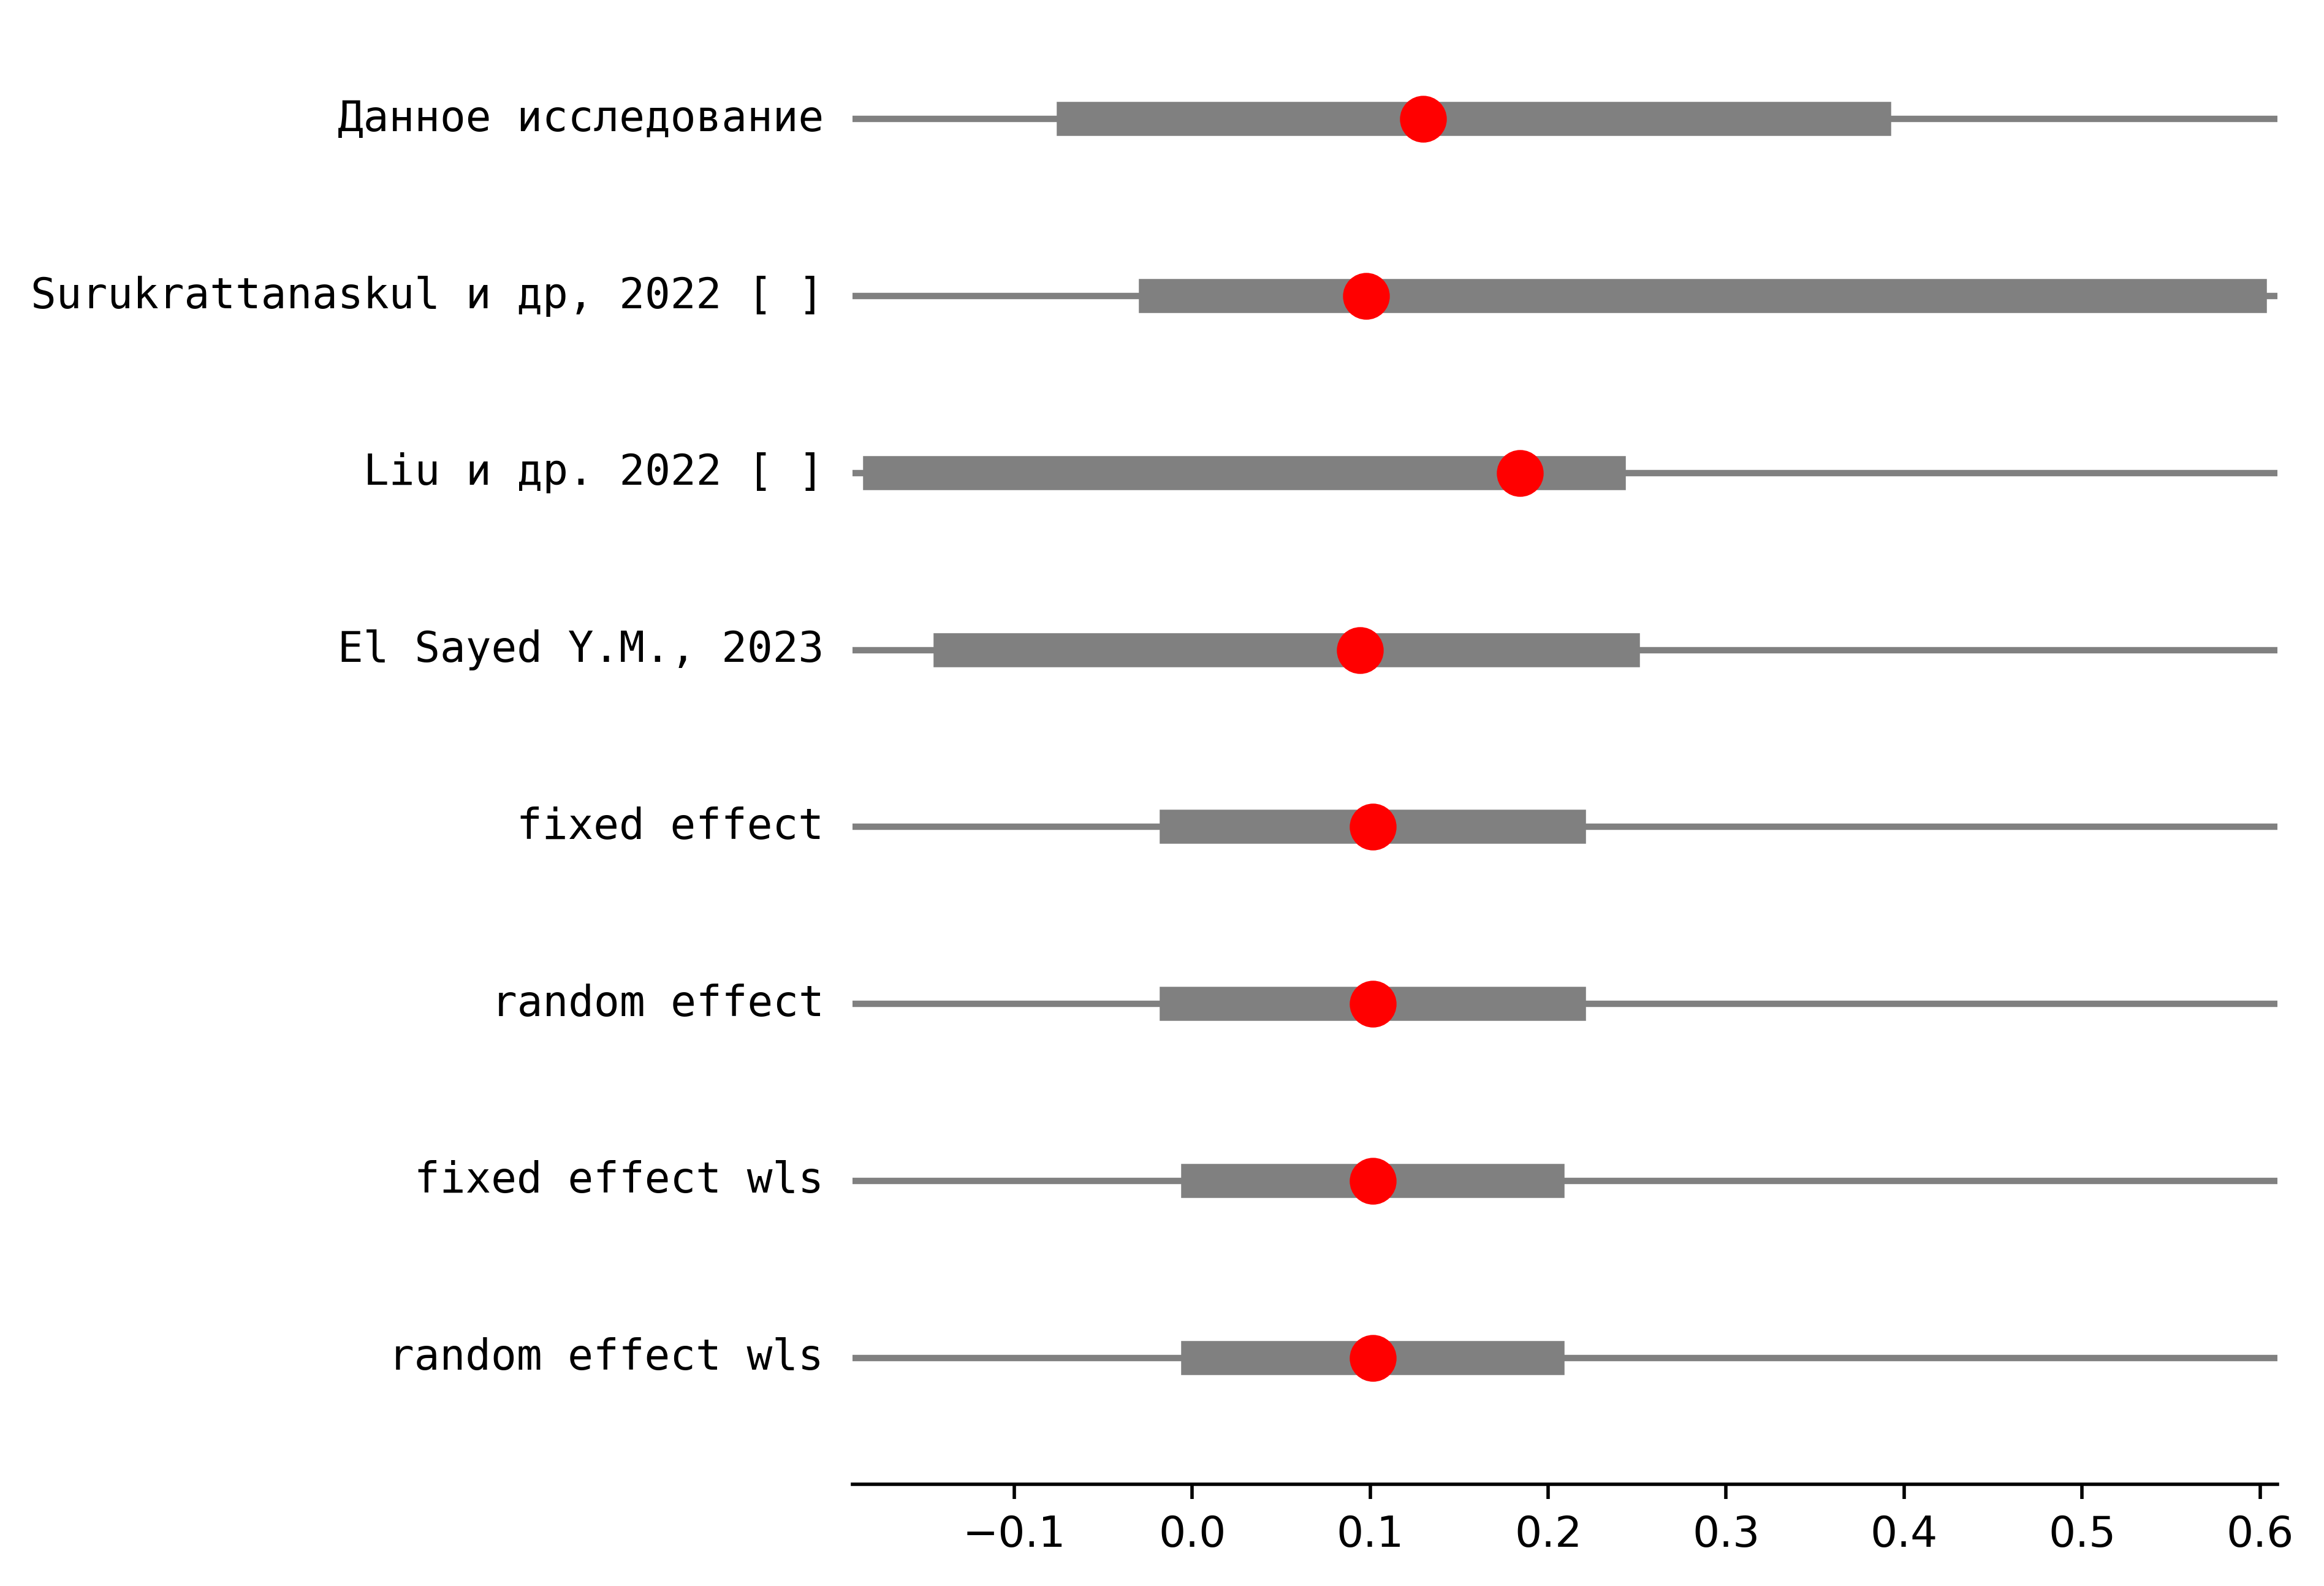 Данное исследование
Surukrattanaskul и др, 2022 [ ]
Liu и др. 2022 [ ]
El Sayed Y.M., 2023
fixed effect
random effect
fixed effect wls
random effect wls
−0.1 0.0 0.1 0.2 0.3 0.4 0.5 0.6